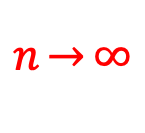 n → ∞